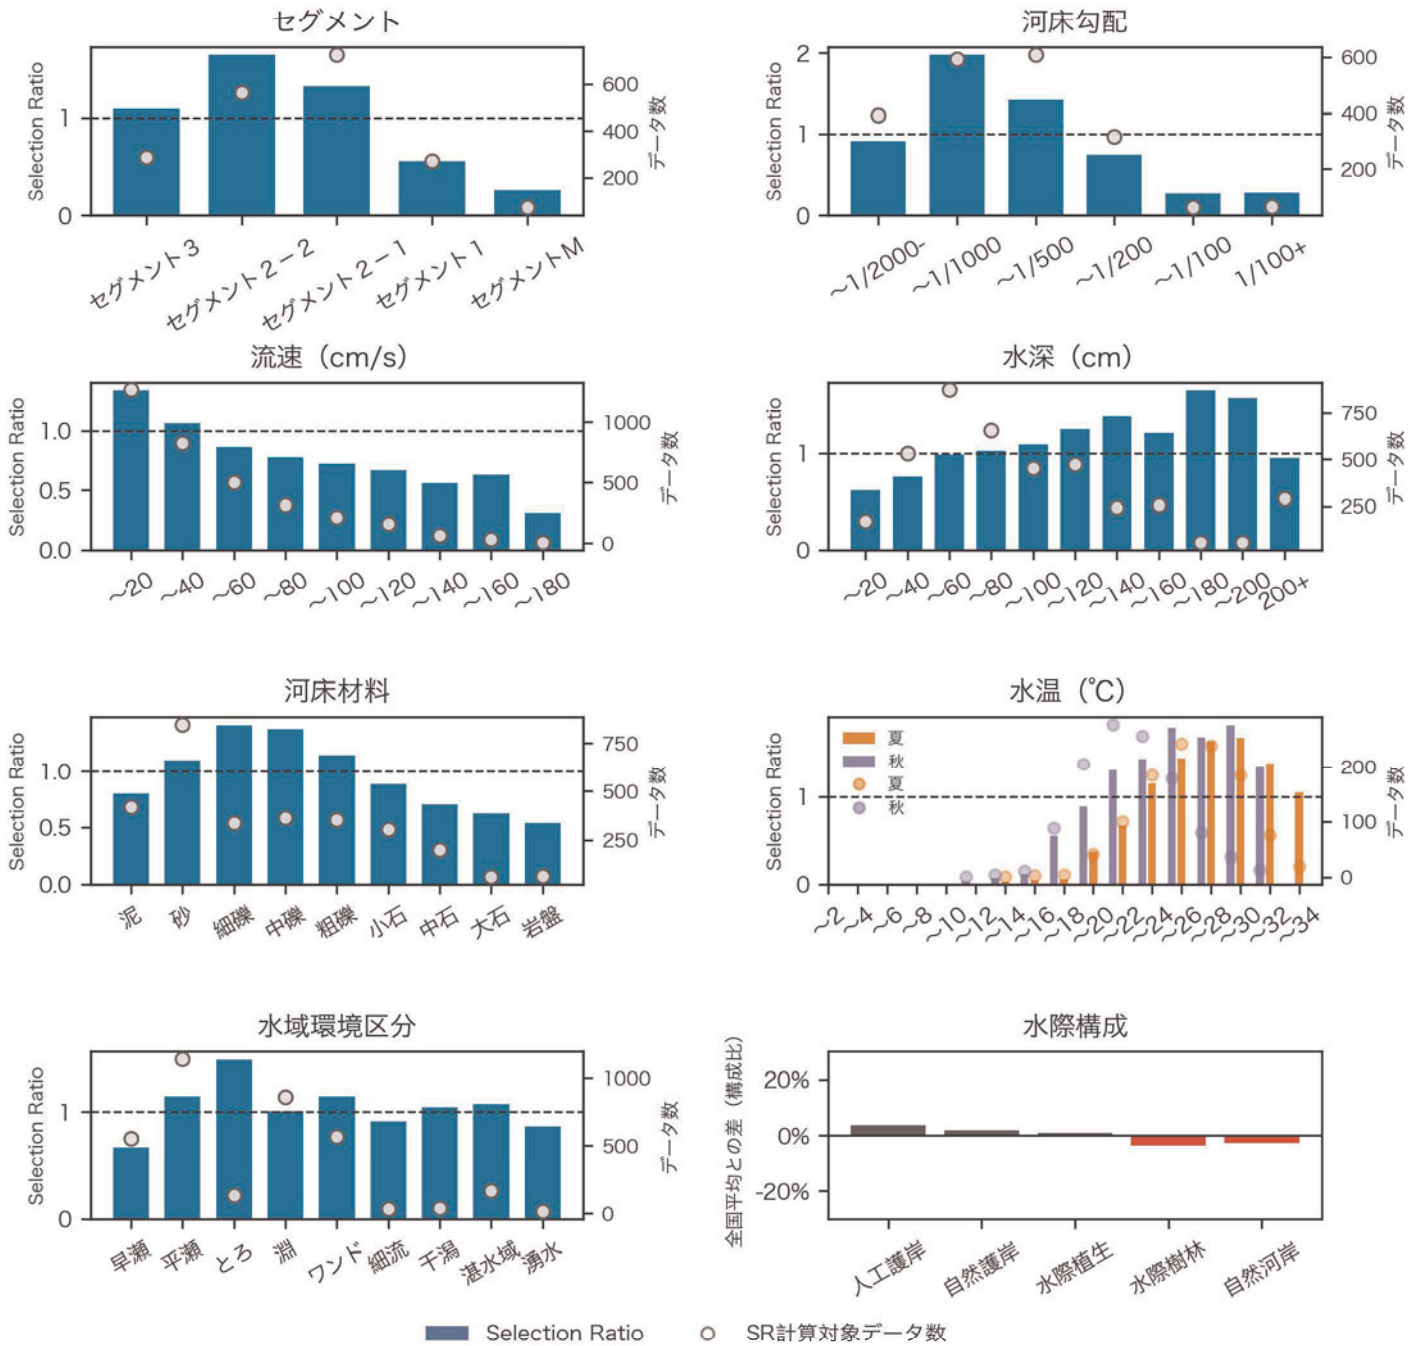 セグメント
Selection Ratio
1
0
600
400
200
データ数
セグメント3
セグメント2－2
セグメント2－1
セグメント1
セグメントM
河床勾配
Selection Ratio
2
1
0
600
400
200
データ数
～1/2000-
～1/1000
～1/500
～1/200
～1/100
1/100+
流速（cm/s）
Selection Ratio
1.0
0.5
0.0
1000
500
0
データ数
～20
～40
～60
～80
～100
～120
～140
～160
～180
水深（cm）
Selection Ratio
1
0
750
500
250
データ数
～20
～40
～60
～80
～100
～120
～140
～160
～180
～200
200+
河床材料
Selection Ratio
1.0
0.5
0.0
750
500
250
データ数
泥
砂
細礫
中礫
粗礫
小石
中石
大石
岩盤
水温（℃）
Selection Ratio
1
0
夏
秋
夏
秋
200
100
0
データ数
～2
～4
～6
～8
～10
～12
～14
～16
～18
～20
～22
～24
～26
～28
～30
～32
～34
水域環境区分
Selection Ratio
1
0
1000
500
0
データ数
早瀬
平瀬
とろ
淵
ワンド
細流
干潟
湛水域
湧水
水際構成
全国平均との差（構成比）
20%
0%
-20%
人工護岸
自然護岸
水際植生
水際樹林
自然河岸
Selection Ratio
SR計算対象データ数